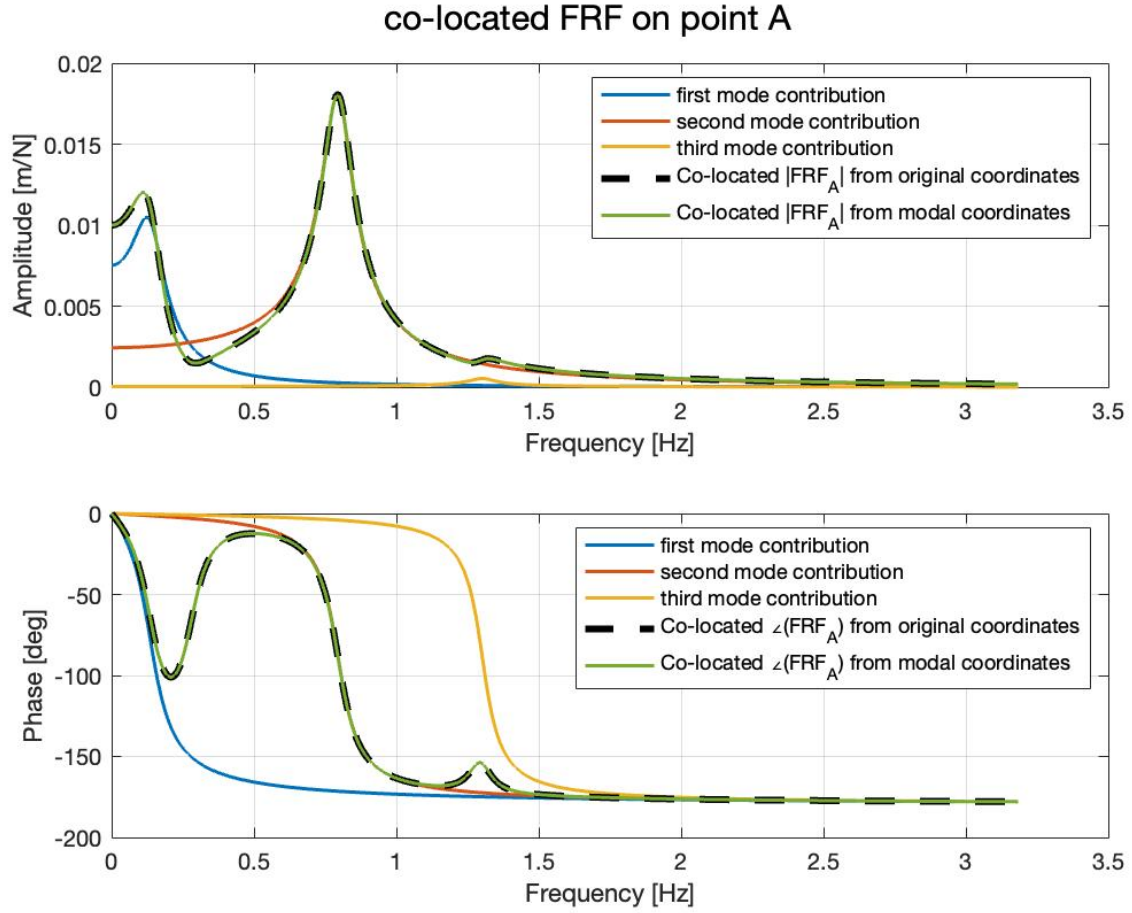 co-located FRF on point A
0.02
0.015
0.01
0.005
0
Amplitude [m/N]
first mode contribution
second mode contribution
third mode contribution
Co-located |FRF_A| from original coordinates
Co-located |FRF_A| from modal coordinates
0 0.5 1 1.5 2 2.5 3 3.5
Frequency [Hz]
0
-50
-100
-150
-200
Phase [deg]
first mode contribution
second mode contribution
third mode contribution
Co-located ∠(FRF_A) from original coordinates
Co-located ∠(FRF_A) from modal coordinates
0 0.5 1 1.5 2 2.5 3 3.5
Frequency [Hz]